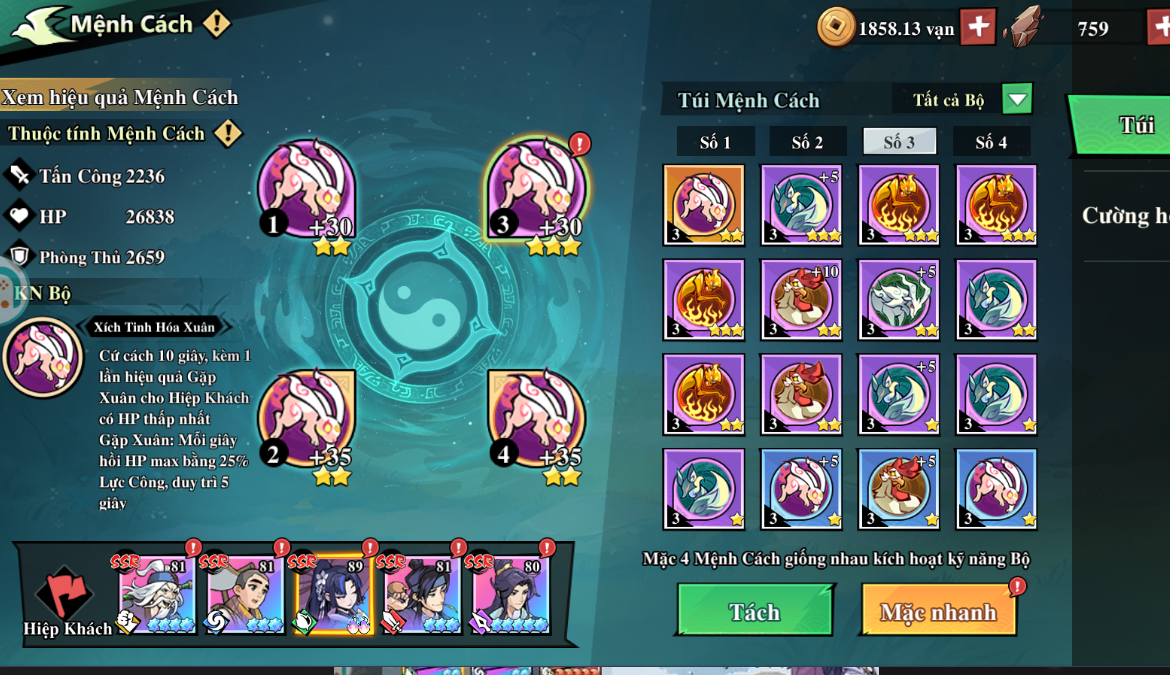 Mệnh Cách
1858.13 vạn
759
Xem hiệu quả Mệnh Cách
Thuộc tính Mệnh Cách
Tấn Công 2236
HP 26838
Phòng Thủ 2659
KN Bộ
Xích Tinh Hóa Xuân
Cứ cách 10 giây, kèm 1
lần hiệu quả Gặp
Xuân cho Hiệp Khách
có HP thấp nhất
Gặp Xuân: Mỗi giây
hồi HP max bằng 25%
Lực Công, duy trì 5
giây
1 +30
3 +30
2 +35
4 +35
Túi Mệnh Cách
Tất cả Bộ
Số 1 Số 2 Số 3 Số 4
3 3 +5 3 3
3 3 +10 3 +5 3
3 3 3 +5 3
3 3 +5 3 +5 3
Mặc 4 Mệnh Cách giống nhau kích hoạt kỹ năng Bộ
Tách
Mặc nhanh
Túi
Cường h
Hiệp Khách
SSR 81
SSR 81
SSR 89
SSR 81
SSR 80